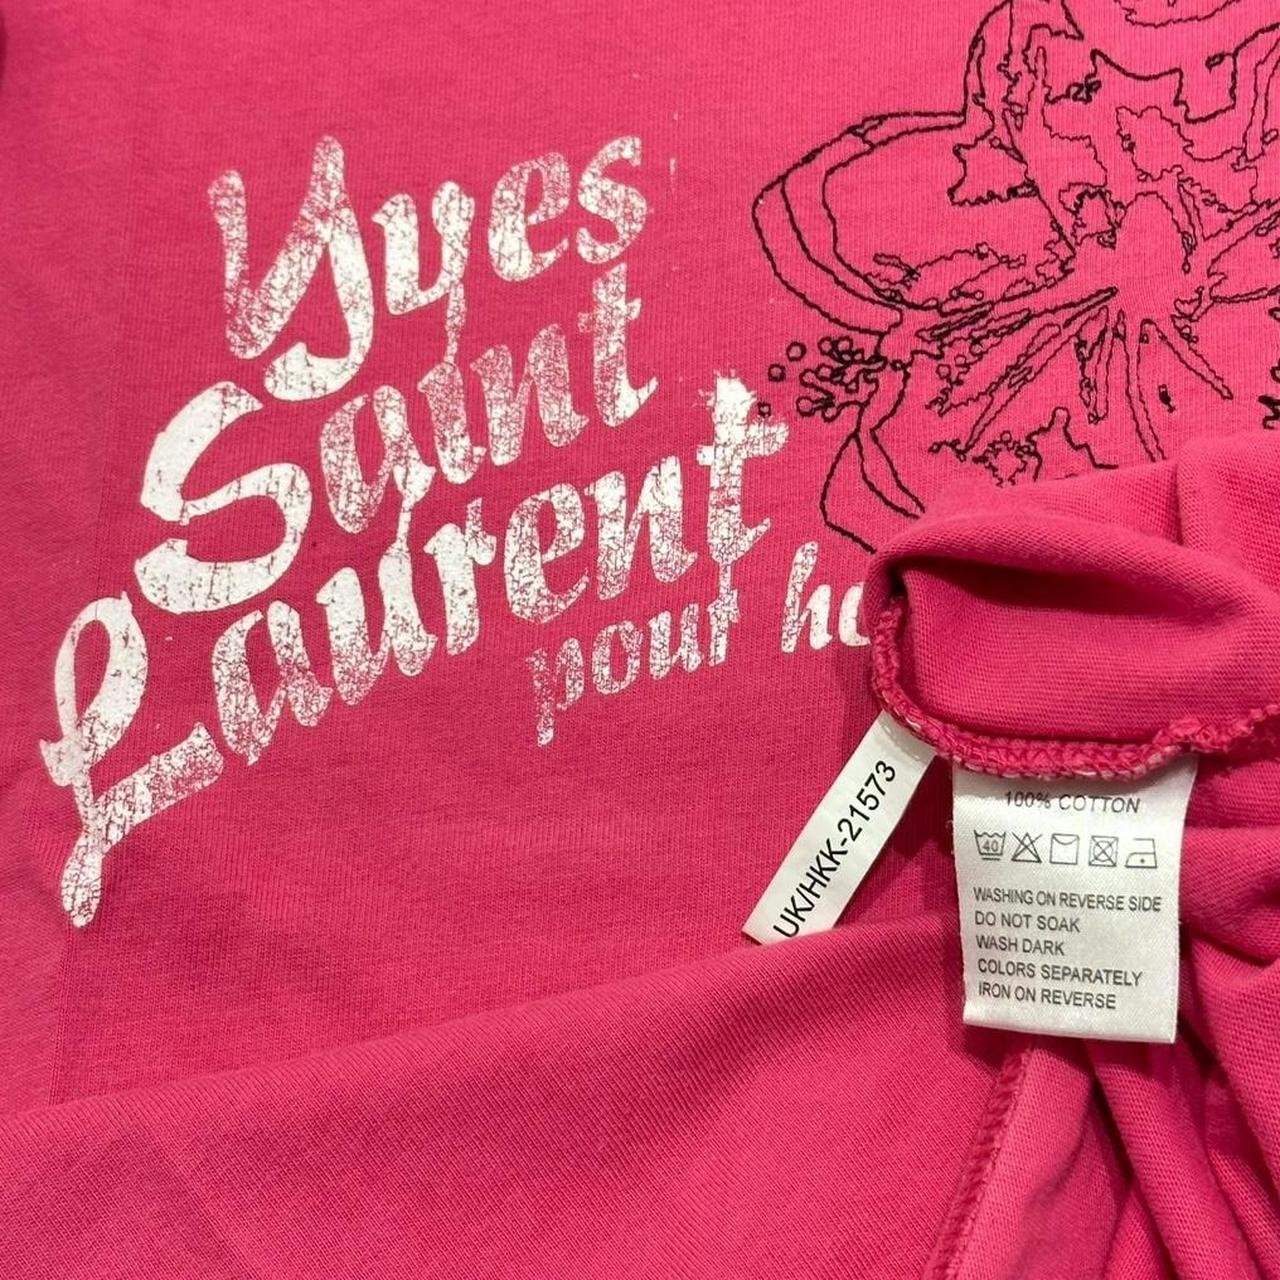 Yves
Saint
Laurent
pour ho
UK/HKK-21573
100% COTTON
40
WASHING ON REVERSE SIDE
DO NOT SOAK
WASH DARK
COLORS SEPARATELY
IRON ON REVERSE